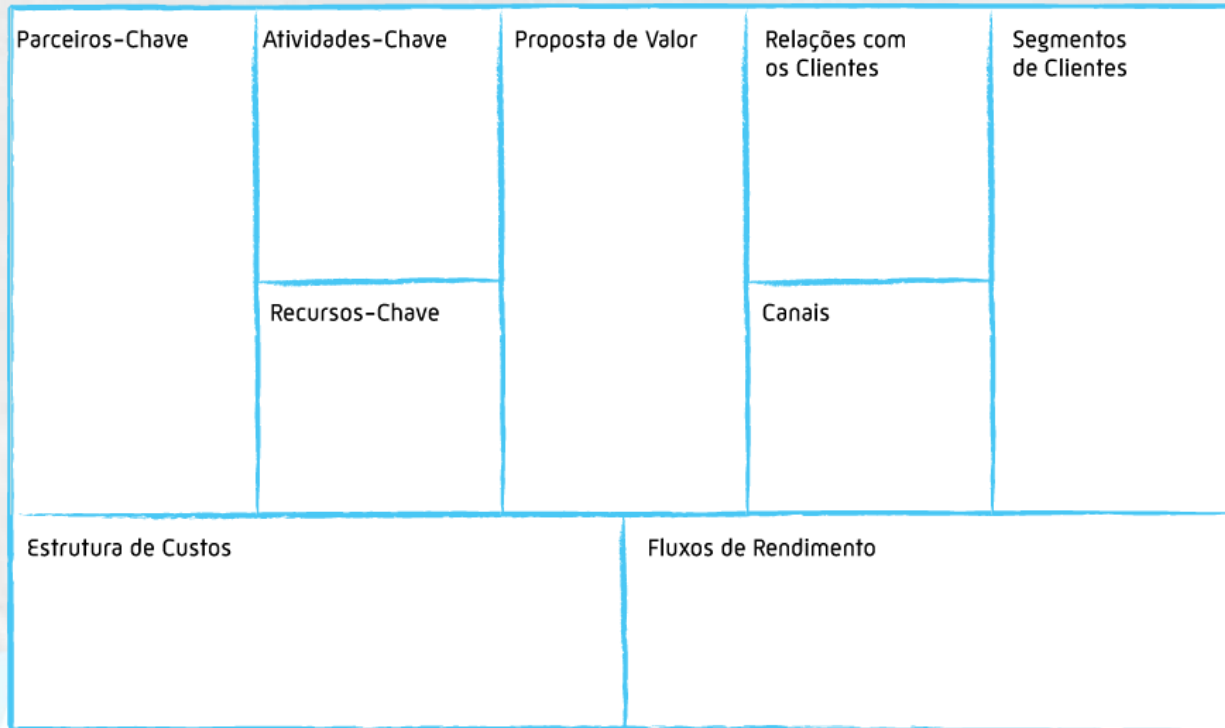 Parceiros-Chave
Atividades-Chave
Proposta de Valor
Relações com
os Clientes
Segmentos
de Clientes
Recursos-Chave
Canais
Estrutura de Custos
Fluxos de Rendimento